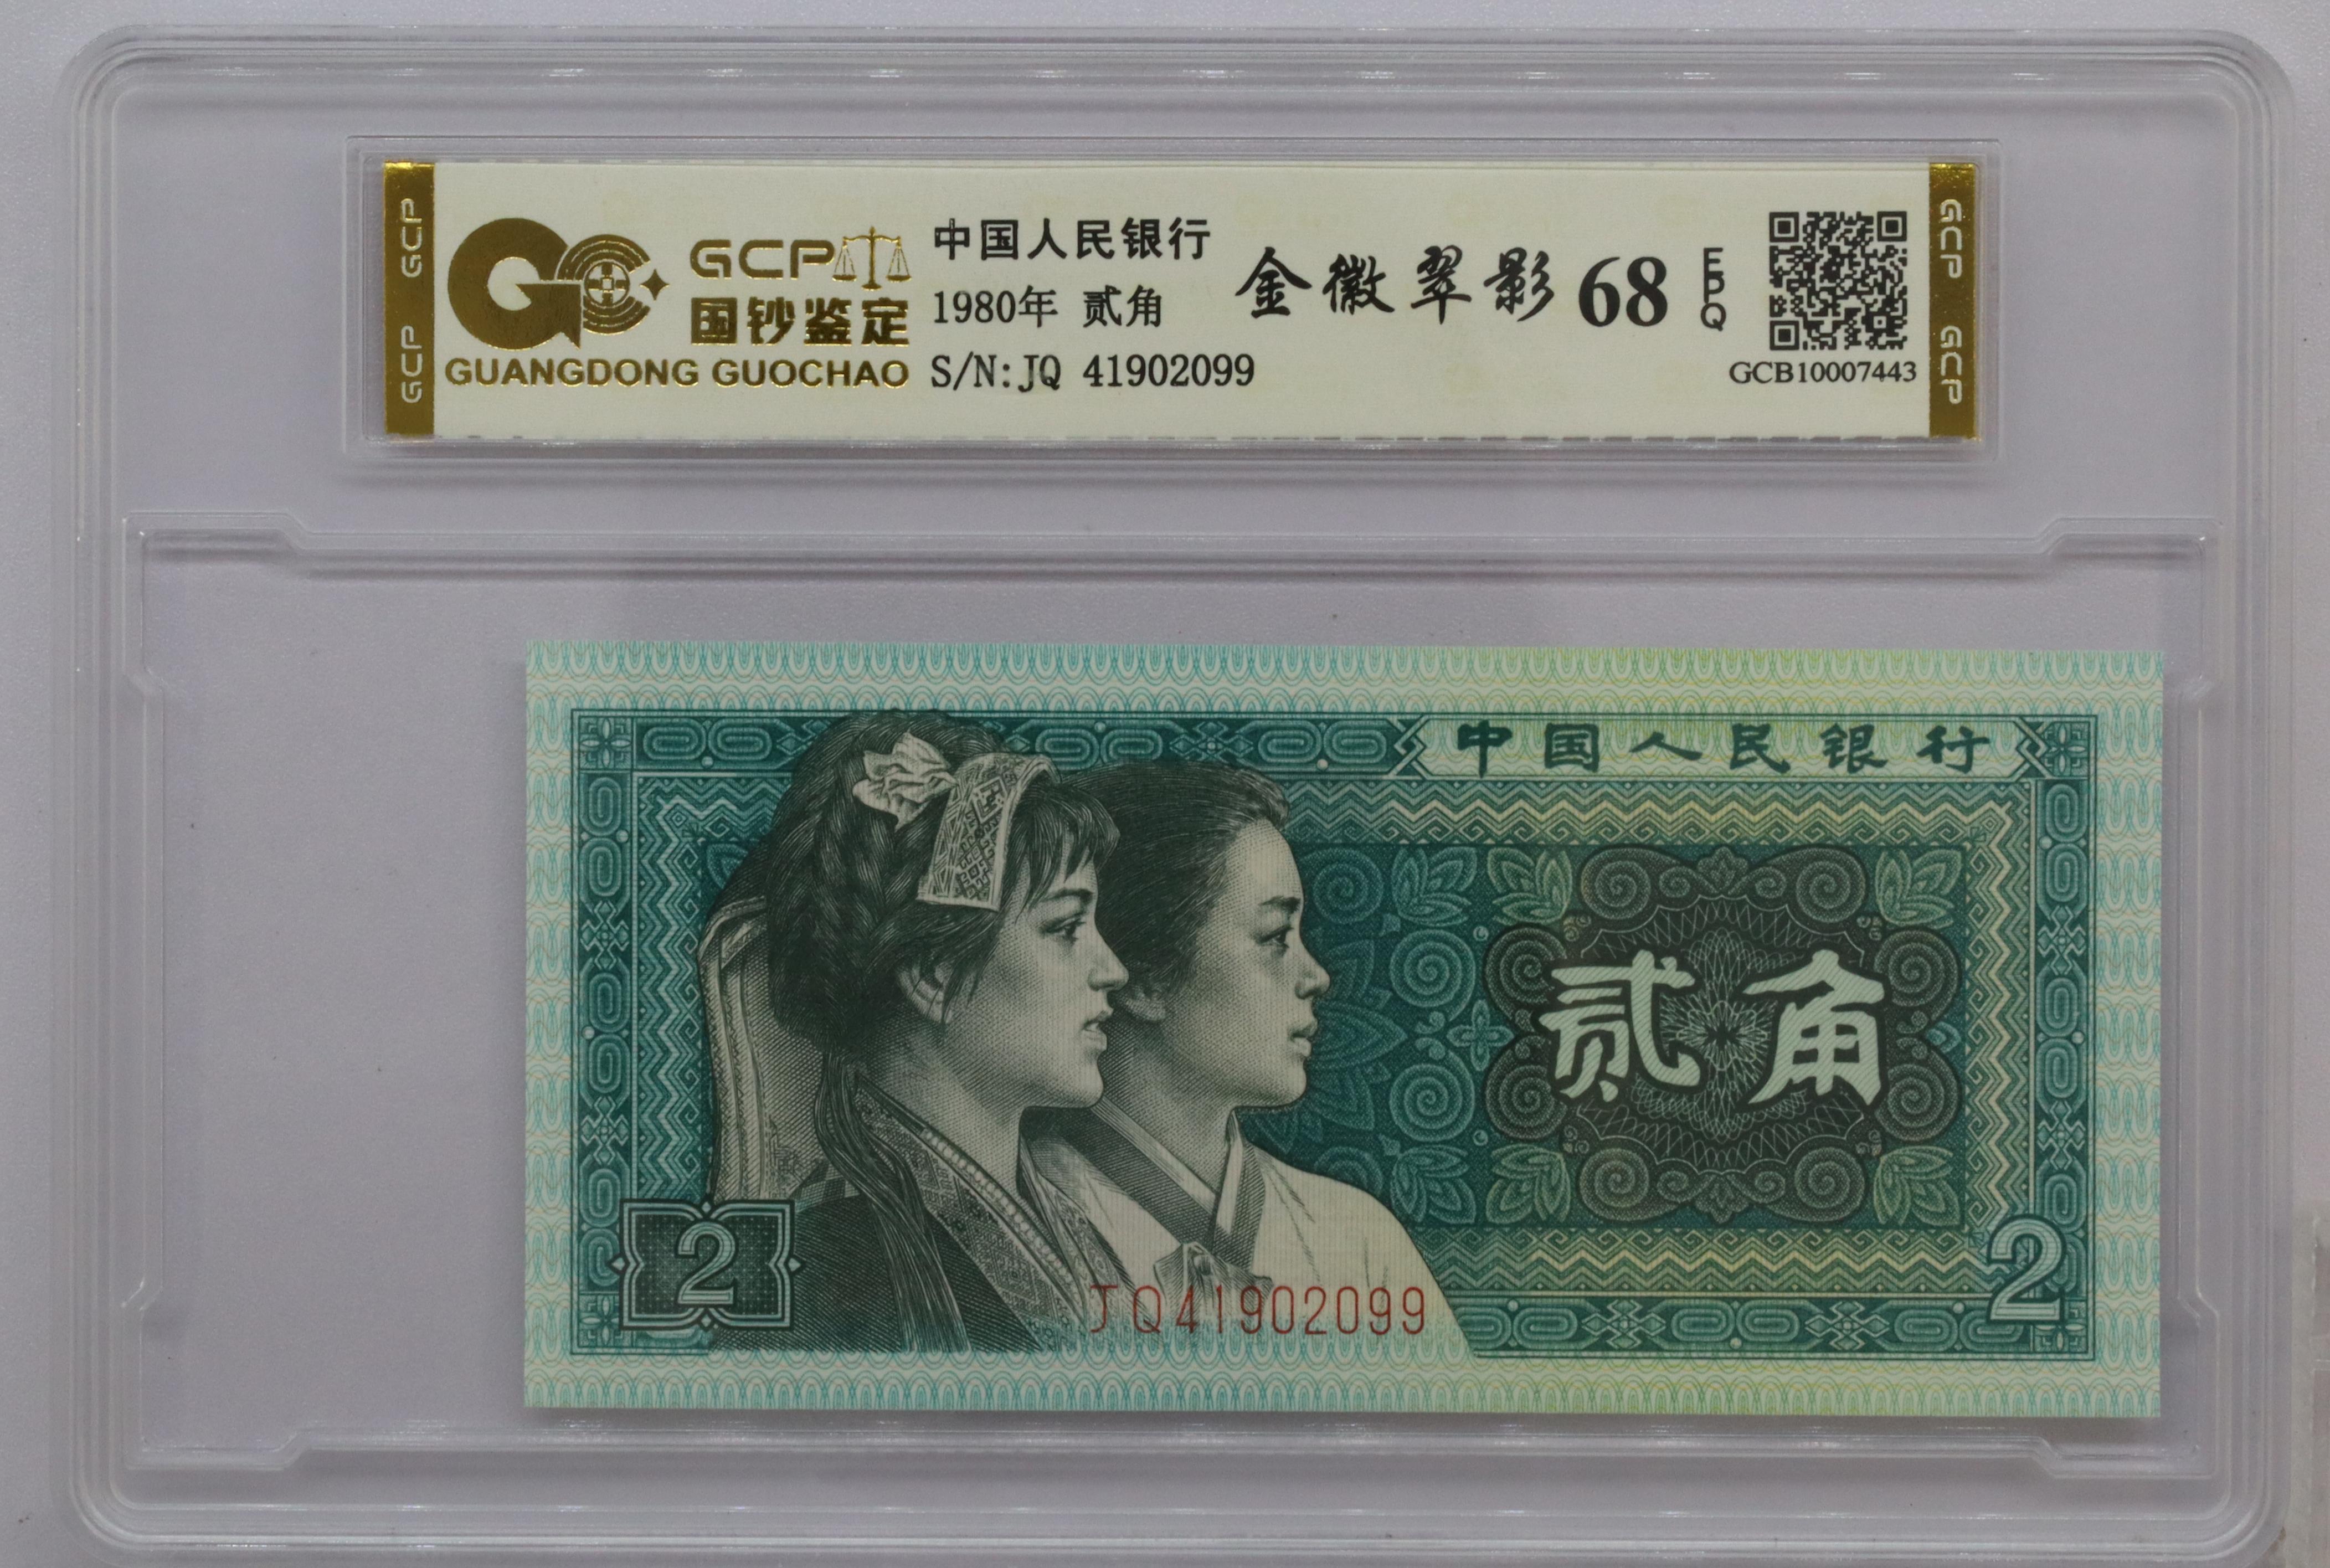 GCP GCP
GCP
国钞鉴定
GUANGDONG GUOCHAO
中国人民银行
1980年 贰角
S/N:JQ 41902099
金徽翠影 68 EPQ
GCB10007443
GCP GCP
中国人民银行
贰角
2
JQ41902099
2